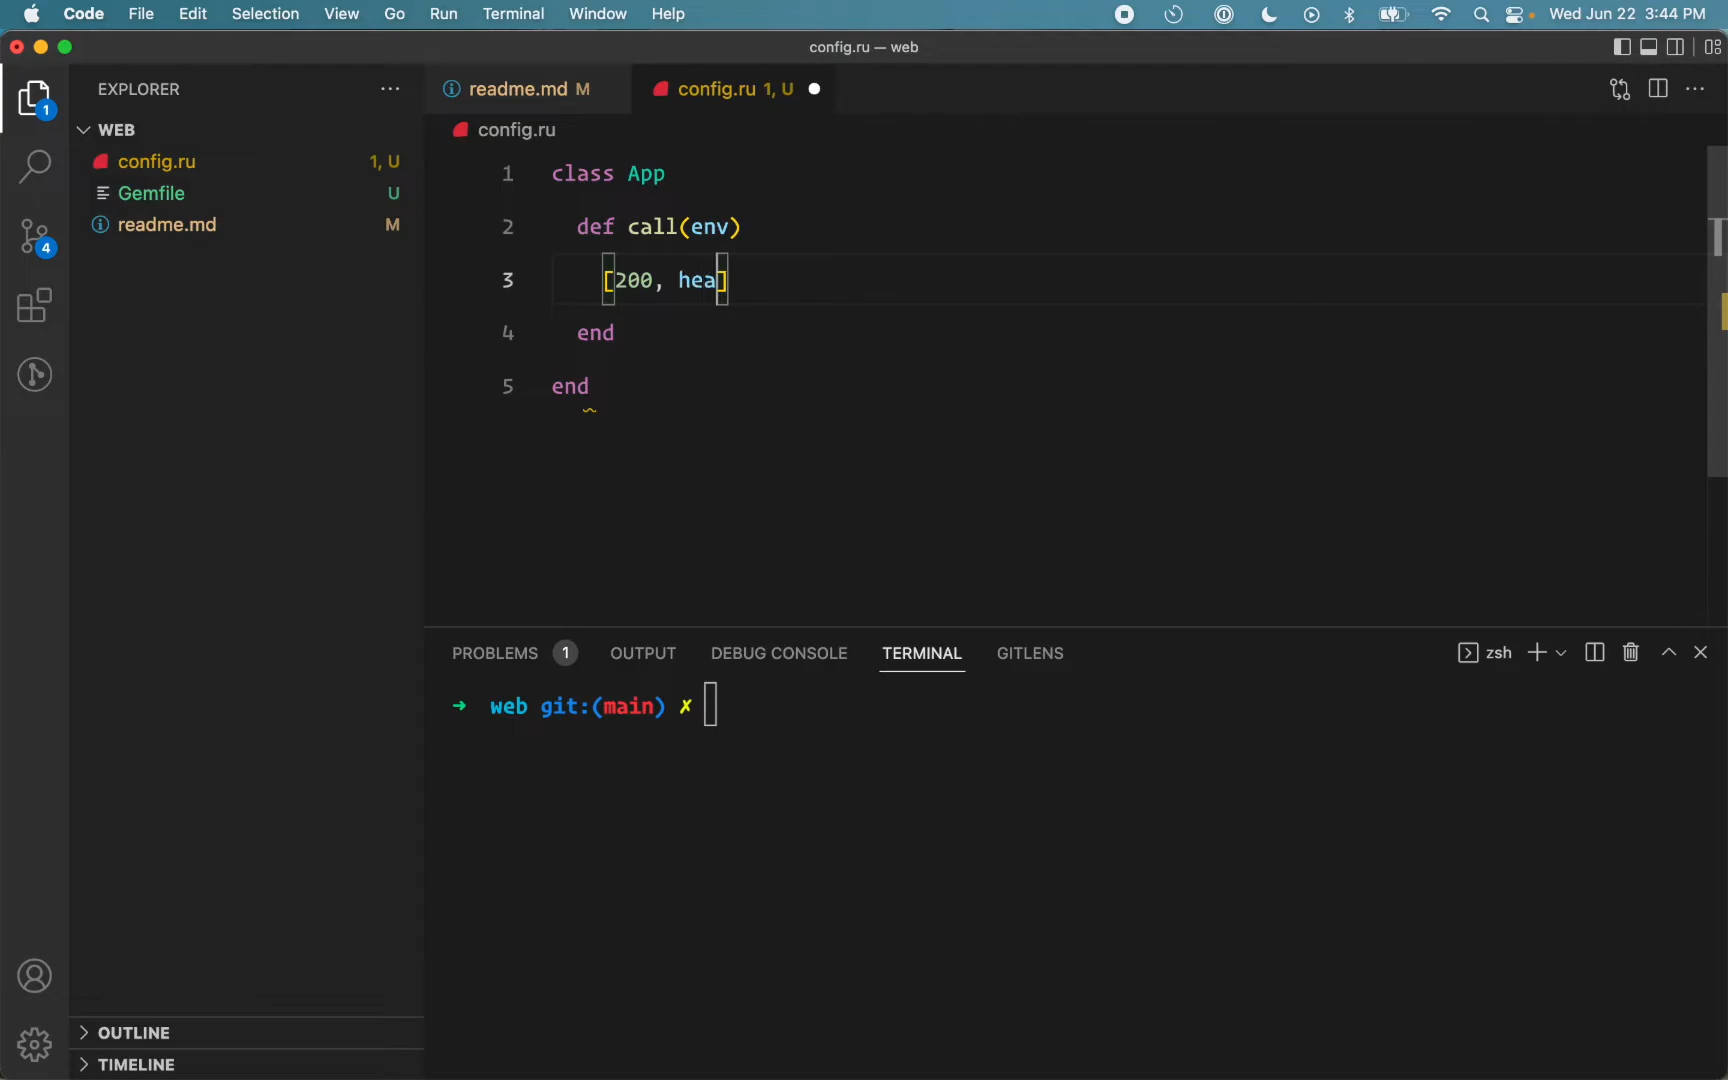 Code File Edit Selection View Go Run Terminal Window Help Wed Jun 22 3:44 PM
config.ru — web
EXPLORER
readme.md M config.ru 1, U
WEB
config.ru
config.ru 1, U
Gemfile U
readme.md M
1 class App
2 def call(env)
3 [200, hea]
4 end
5 end
1
4
PROBLEMS 1 OUTPUT DEBUG CONSOLE TERMINAL GITLENS zsh
➜ web git:(main) ✗
OUTLINE
TIMELINE